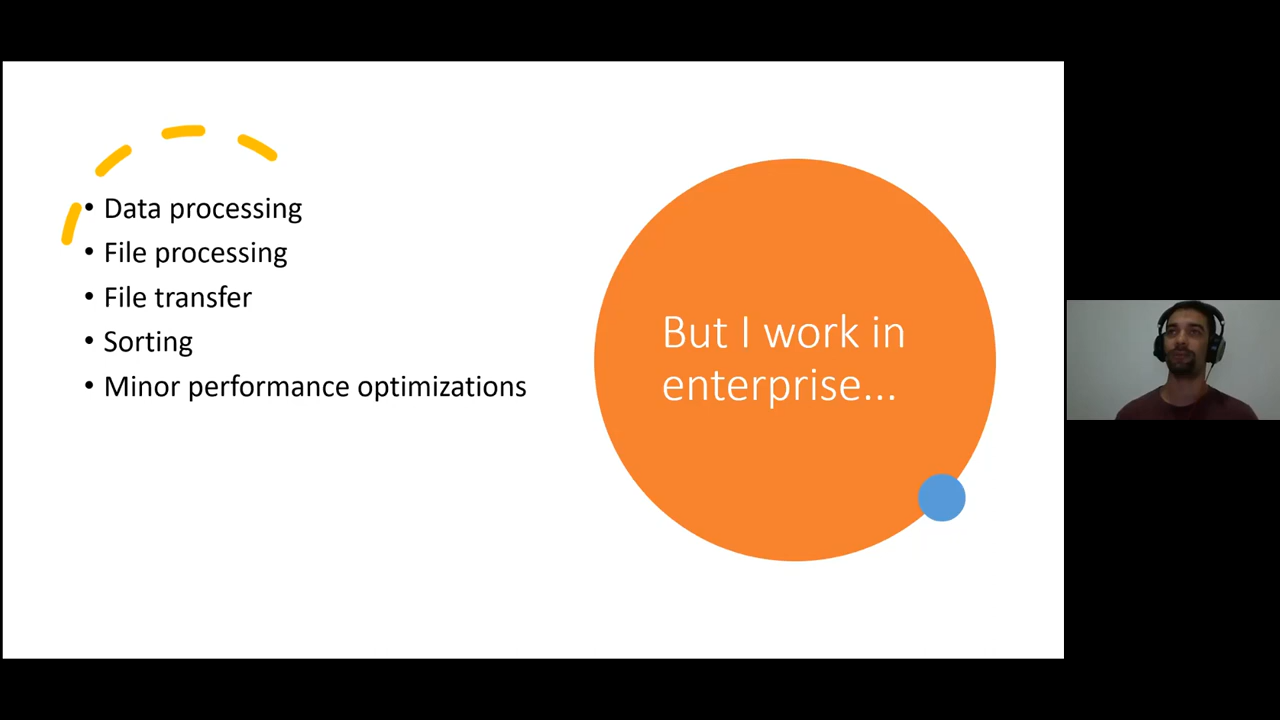 Data processing
File processing
File transfer
Sorting
Minor performance optimizations
But I work in
enterprise...